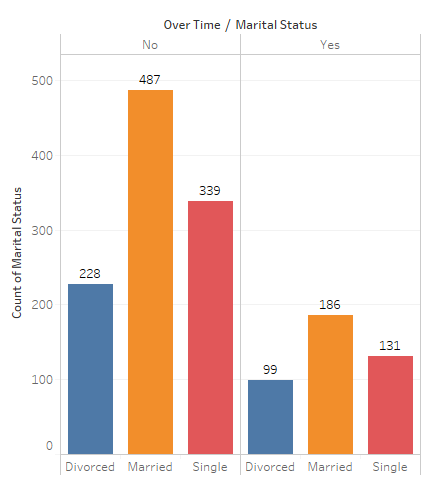 Over Time / Marital Status
No Yes
500
400
300
200
100
0
Count of Marital Status
228 487 339 99 186 131
Divorced Married Single Divorced Married Single